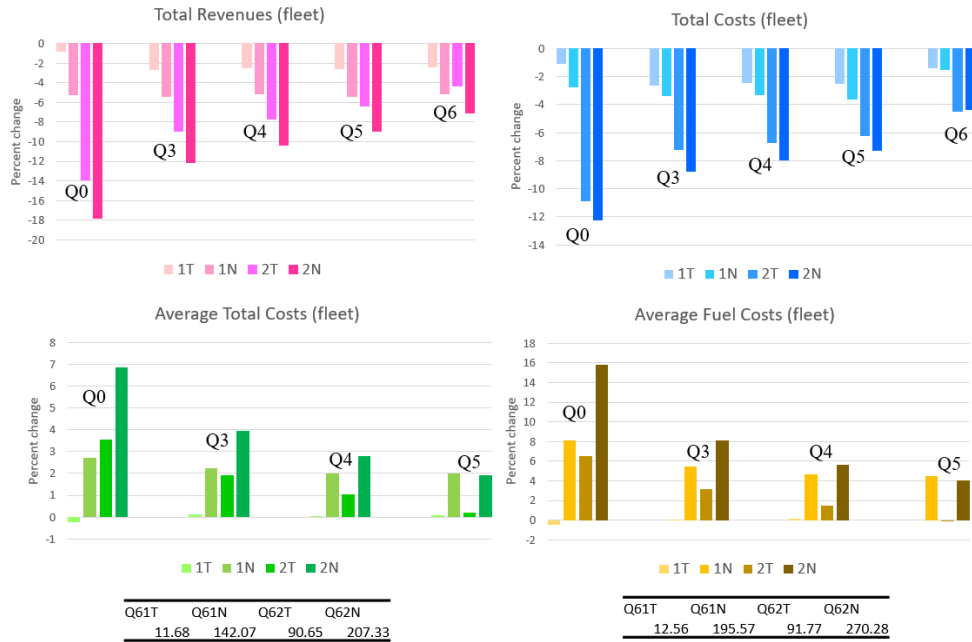 Total Revenues (fleet)
Percent change
0
-2
-4
-6
-8
-10
-12
-14
-16
-18
-20
Q0
Q3
Q4
Q5
Q6
1T 1N 2T 2N
Total Costs (fleet)
Percent change
0
-2
-4
-6
-8
-10
-12
-14
Q0
Q3
Q4
Q5
Q6
1T 1N 2T 2N
Average Total Costs (fleet)
Percent change
8
7
6
5
4
3
2
1
0
-1
Q0
Q3
Q4
Q5
1T 1N 2T 2N
Q61T Q61N Q62T Q62N
11.68 142.07 90.65 207.33
Average Fuel Costs (fleet)
Percent change
18
16
14
12
10
8
6
4
2
0
-2
Q0
Q3
Q4
Q5
1T 1N 2T 2N
Q61T Q61N Q62T Q62N
12.56 195.57 91.77 270.28